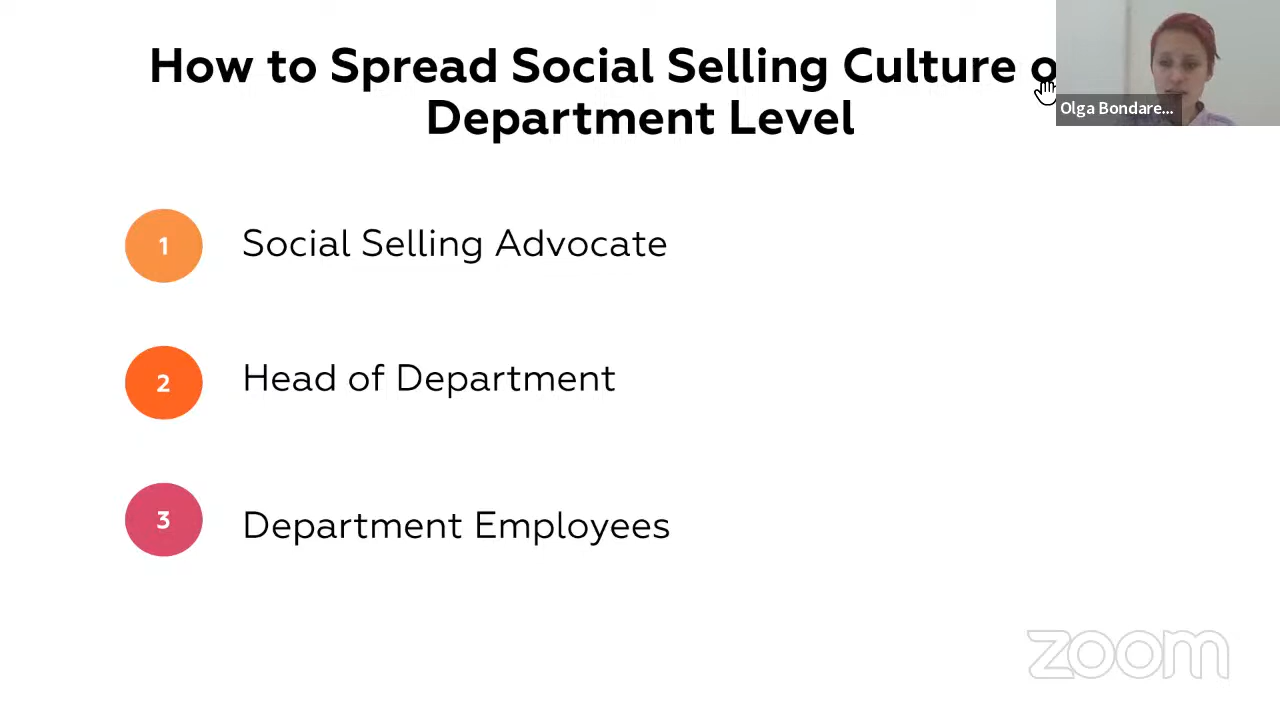 How to Spread Social Selling Culture
Department Level
Olga Bondare...
1
Social Selling Advocate
2
Head of Department
3
Department Employees
zoom